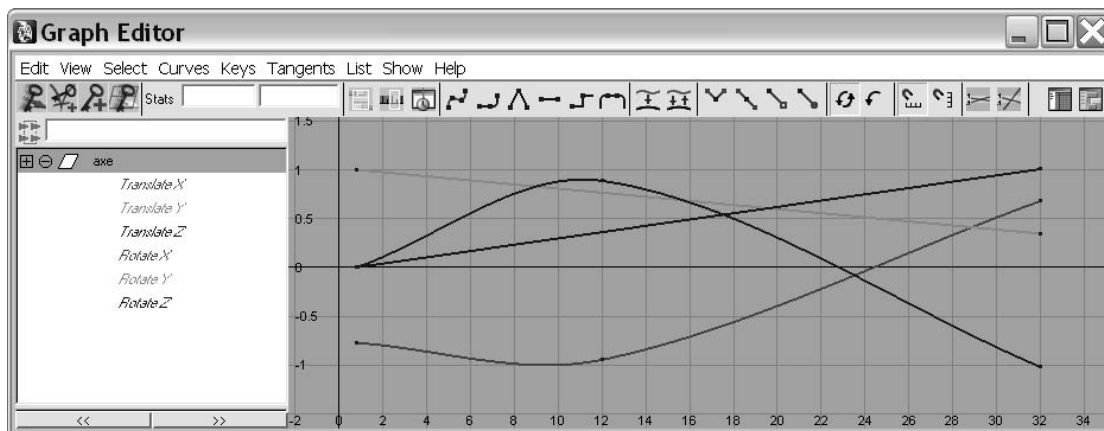 Graph Editor
Edit View Select Curves Keys Tangents List Show Help
Stats
axe
Translate X
Translate Y
Translate Z
Rotate X
Rotate Y
Rotate Z
<< >>
1.5
1
0.5
0
-0.5
-1
-2 0 2 4 6 8 10 12 14 16 18 20 22 24 26 28 30 32 34